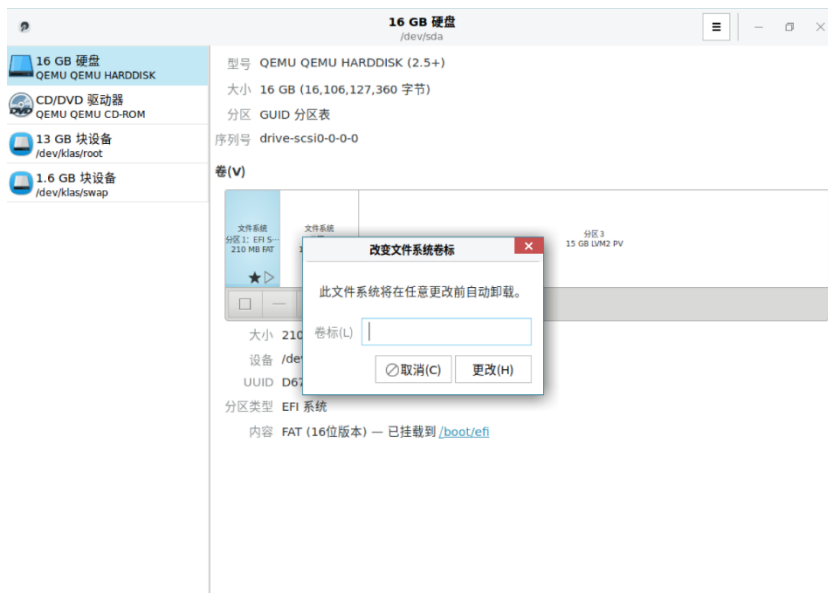 16 GB 硬盘
/dev/sda
16 GB 硬盘
QEMU QEMU HARDDISK
CD/DVD 驱动器
QEMU QEMU CD-ROM
13 GB 块设备
/dev/klas/root
1.6 GB 块设备
/dev/klas/swap
型号 QEMU QEMU HARDDISK (2.5+)
大小 16 GB (16,106,127,360 字节)
分区 GUID 分区表
序列号 drive-scsi0-0-0-0
卷(V)
文件系统
分区 1: EFI S…
210 MB FAT
文件系统
分区 3
15 GB LVM2 PV
改变文件系统卷标
此文件系统将在任意更改前自动卸载。
卷标(L)
取消(C) 更改(H)
大小 210
设备 /de
UUID D67
分区类型 EFI 系统
内容 FAT (16位版本) — 已挂载到 /boot/efi